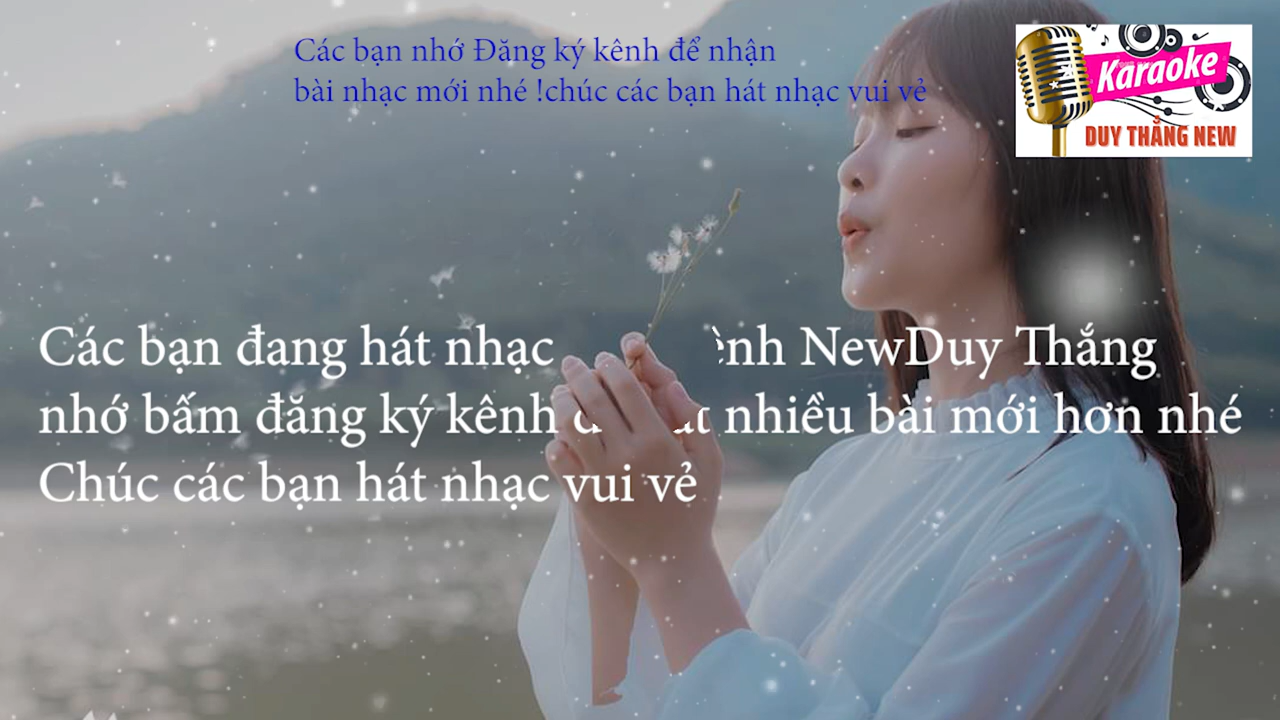 Các bạn nhớ Đăng ký kênh để nhận
bài nhạc mới nhé !chúc các bạn hát nhạc vui vẻ
Karaoke
DUY THẮNG NEW
Các bạn đang hát nhạc NewDuy Thắng
nhớ bấm đăng ký kênh nhiều bài mới hơn nhé
Chúc các bạn hát nhạc vui vẻ